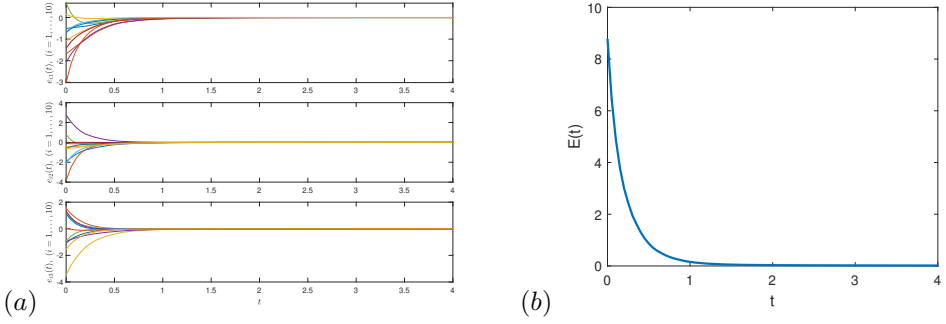 e_{i1}(t), (i = 1, . . . , 10)
0
-1
-2
-3
0 0.5 1 1.5 2 2.5 3 3.5 4
e_{i2}(t), (i = 1, . . . , 10)
4
2
0
-2
-4
0 0.5 1 1.5 2 2.5 3 3.5 4
e_{i3}(t), (i = 1, . . . , 10)
2
0
-2
-4
0 0.5 1 1.5 2 2.5 3 3.5 4
t
(a)
E(t)
10
8
6
4
2
0
0 1 2 3 4
t
(b)